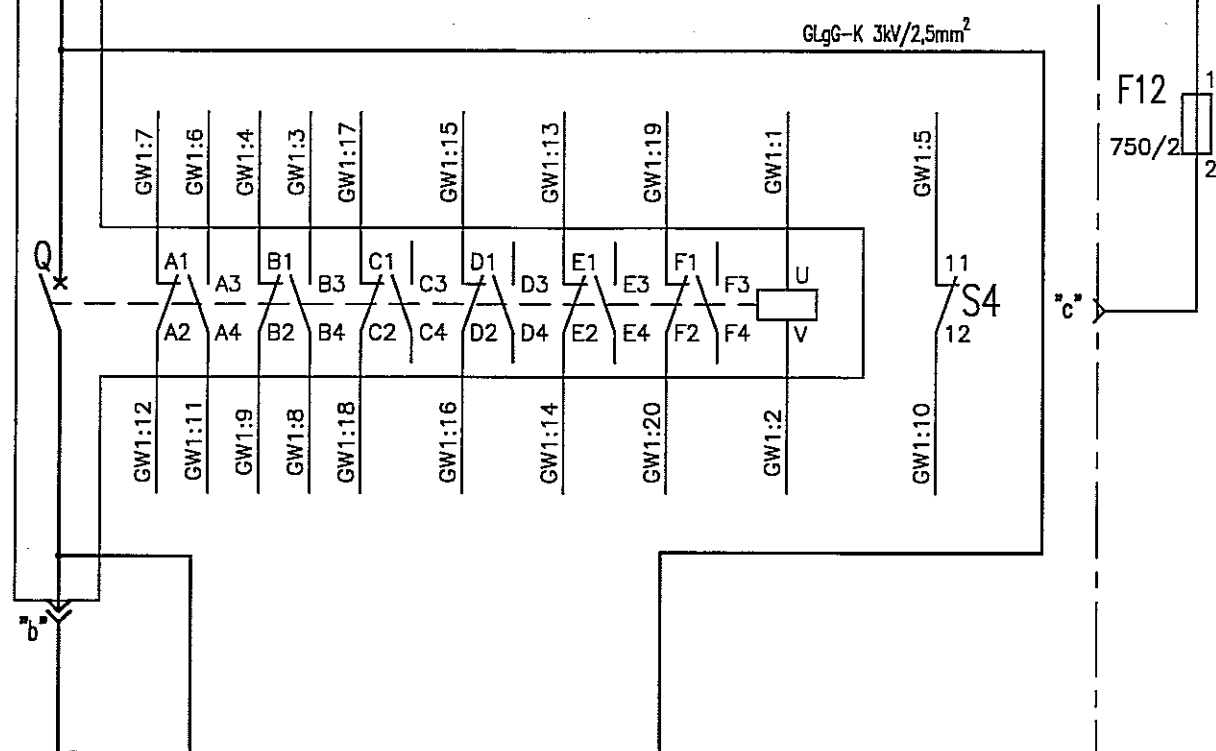 GLgG-K 3kV/2,5mm²
F12
1
750/2
2
GW1:7
GW1:6
GW1:4
GW1:3
GW1:17
GW1:15
GW1:13
GW1:19
GW1:1
GW1:5
Q
A1
A3
B1
B3
C1
C3
D1
D3
E1
E3
F1
F3
U
11
S4
"c"
A2
A4
B2
B4
C2
C4
D2
D4
E2
E4
F2
F4
V
12
GW1:12
GW1:11
GW1:9
GW1:8
GW1:18
GW1:16
GW1:14
GW1:20
GW1:2
GW1:10
"b"